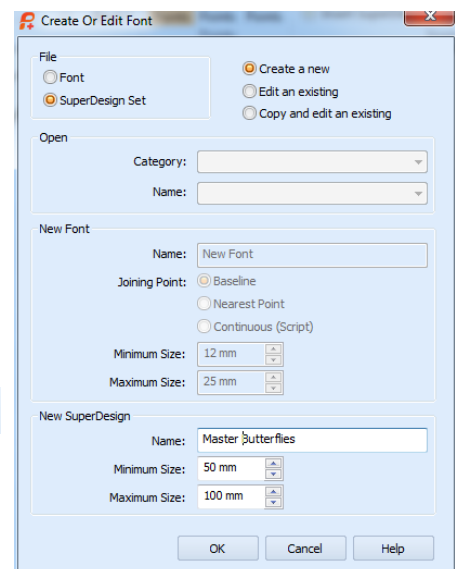 Create Or Edit Font
File
Font
SuperDesign Set
Create a new
Edit an existing
Copy and edit an existing
Open
Category:
Name:
New Font
Name: New Font
Joining Point: Baseline
Nearest Point
Continuous (Script)
Minimum Size: 12 mm
Maximum Size: 25 mm
New SuperDesign
Name: Master Butterflies
Minimum Size: 50 mm
Maximum Size: 100 mm
OK Cancel Help